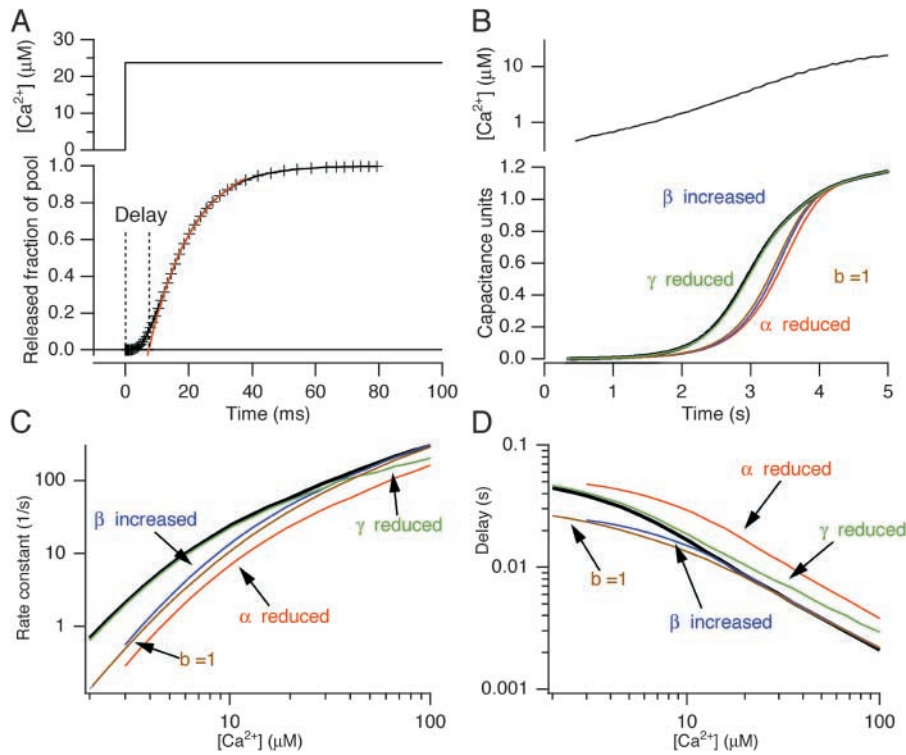 A
[Ca²⁺] (μM)
30
20
10
0
Released fraction of pool
1.0
0.8
0.6
0.4
0.2
0.0
Delay
0 20 40 60 80 100
Time (ms)
B
[Ca²⁺] (μM)
10
1
Capacitance units
1.2
1.0
0.8
0.6
0.4
0.2
0.0
β increased
γ reduced
b =1
α reduced
0 1 2 3 4 5
Time (s)
C
Rate constant (1/s)
100
10
1
β increased
γ reduced
α reduced
b =1
10 100
[Ca²⁺] (μM)
D
Delay (s)
0.1
0.01
0.001
α reduced
γ reduced
b =1
β increased
10 100
[Ca²⁺] (μM)